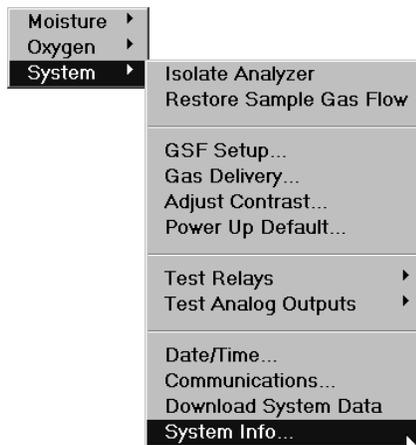 Moisture
Oxygen
System
Isolate Analyzer
Restore Sample Gas Flow
GSF Setup...
Gas Delivery...
Adjust Contrast...
Power Up Default...
Test Relays
Test Analog Outputs
Date/Time...
Communications...
Download System Data
System Info...